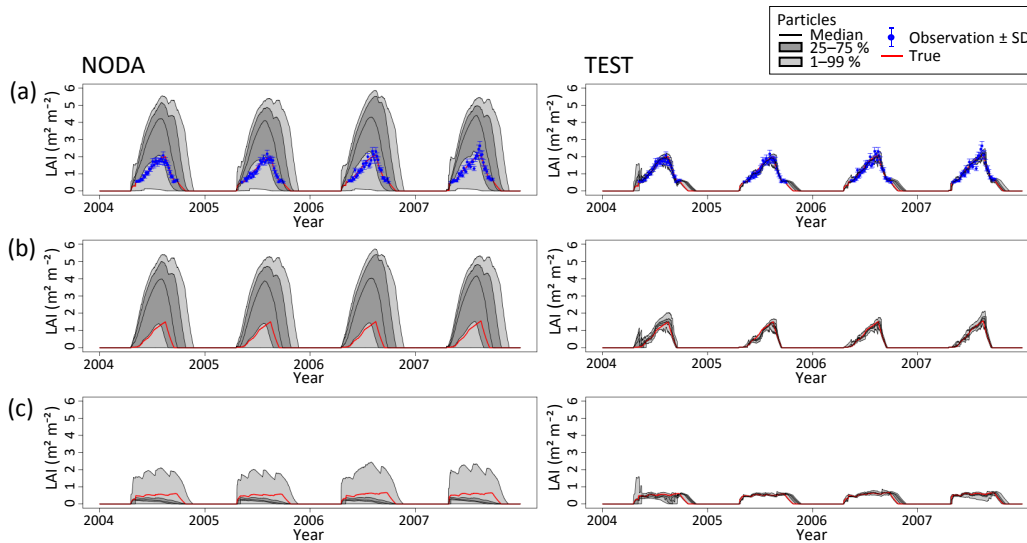 Particles
Median
25–75 %
1–99 %
Observation ± SD
True
NODA
TEST
(a)
LAI (m² m⁻²)
0 1 2 3 4 5 6
2004 2005 2006 2007
Year
LAI (m² m⁻²)
0 1 2 3 4 5 6
2004 2005 2006 2007
Year
(b)
LAI (m² m⁻²)
0 1 2 3 4 5 6
2004 2005 2006 2007
Year
LAI (m² m⁻²)
0 1 2 3 4 5 6
2004 2005 2006 2007
Year
(c)
LAI (m² m⁻²)
0 1 2 3 4 5 6
2004 2005 2006 2007
Year
LAI (m² m⁻²)
0 1 2 3 4 5 6
2004 2005 2006 2007
Year